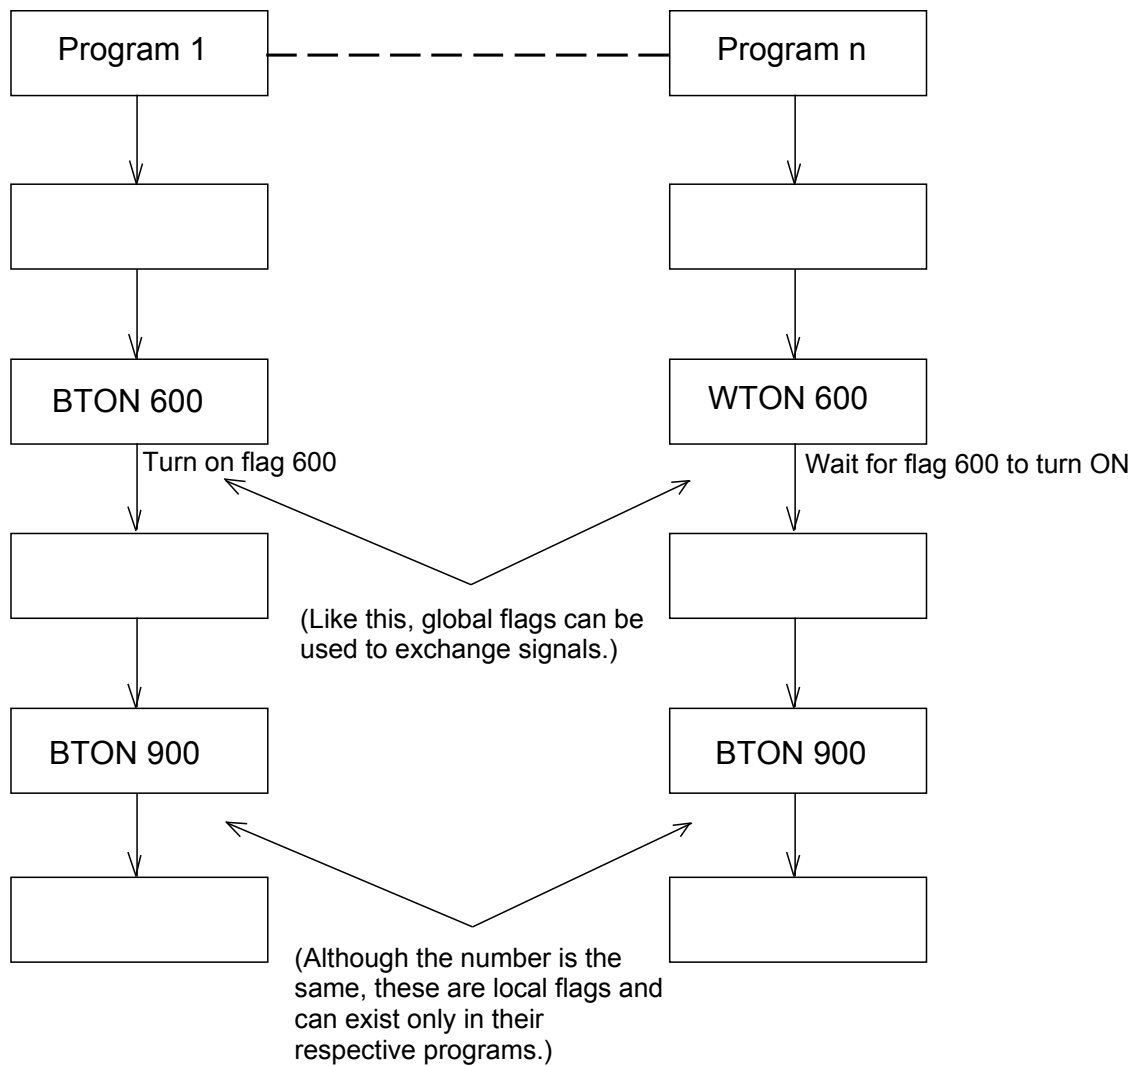 Program 1
Program n
BTON 600
WTON 600
Turn on flag 600
Wait for flag 600 to turn ON
(Like this, global flags can be
used to exchange signals.)
BTON 900
BTON 900
(Although the number is the
same, these are local flags and
can exist only in their
respective programs.)